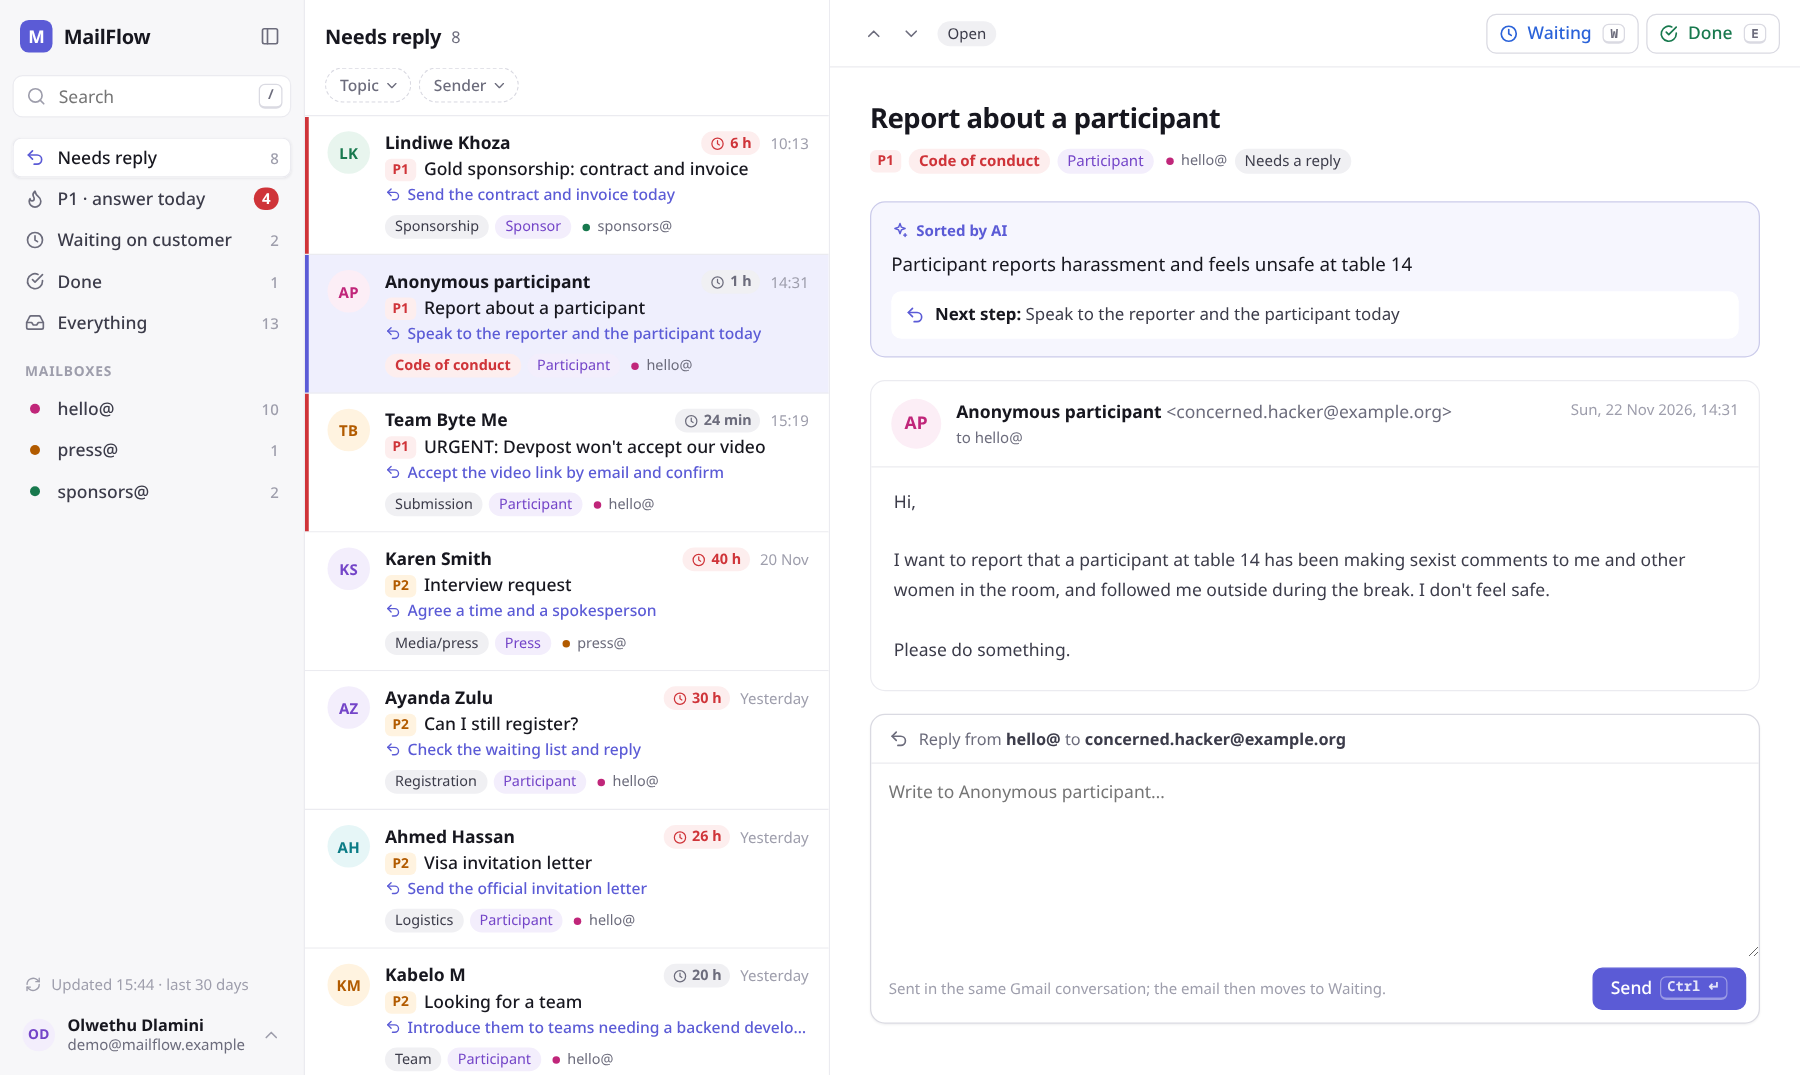 M MailFlow
Search /
Needs reply 8
P1 · answer today 4
Waiting on customer 2
Done 1
Everything 13
MAILBOXES
hello@ 10
press@ 1
sponsors@ 2
Updated 15:44 · last 30 days
OD Olwethu Dlamini
demo@mailflow.example
Needs reply 8
Topic Sender
LK Lindiwe Khoza 6 h 10:13
P1 Gold sponsorship: contract and invoice
Send the contract and invoice today
Sponsorship Sponsor sponsors@
AP Anonymous participant 1 h 14:31
P1 Report about a participant
Speak to the reporter and the participant today
Code of conduct Participant hello@
TB Team Byte Me 24 min 15:19
P1 URGENT: Devpost won't accept our video
Accept the video link by email and confirm
Submission Participant hello@
KS Karen Smith 40 h 20 Nov
P2 Interview request
Agree a time and a spokesperson
Media/press Press press@
AZ Ayanda Zulu 30 h Yesterday
P2 Can I still register?
Check the waiting list and reply
Registration Participant hello@
AH Ahmed Hassan 26 h Yesterday
P2 Visa invitation letter
Send the official invitation letter
Logistics Participant hello@
KM Kabelo M 20 h Yesterday
P2 Looking for a team
Introduce them to teams needing a backend develo...
Team Participant hello@
Open Waiting W Done E
Report about a participant
P1 Code of conduct Participant hello@ Needs a reply
Sorted by AI
Participant reports harassment and feels unsafe at table 14
Next step: Speak to the reporter and the participant today
AP Anonymous participant <concerned.hacker@example.org> Sun, 22 Nov 2026, 14:31
to hello@
Hi,
I want to report that a participant at table 14 has been making sexist comments to me and other
women in the room, and followed me outside during the break. I don't feel safe.
Please do something.
Reply from hello@ to concerned.hacker@example.org
Write to Anonymous participant...
Sent in the same Gmail conversation; the email then moves to Waiting. Send Ctrl ↵